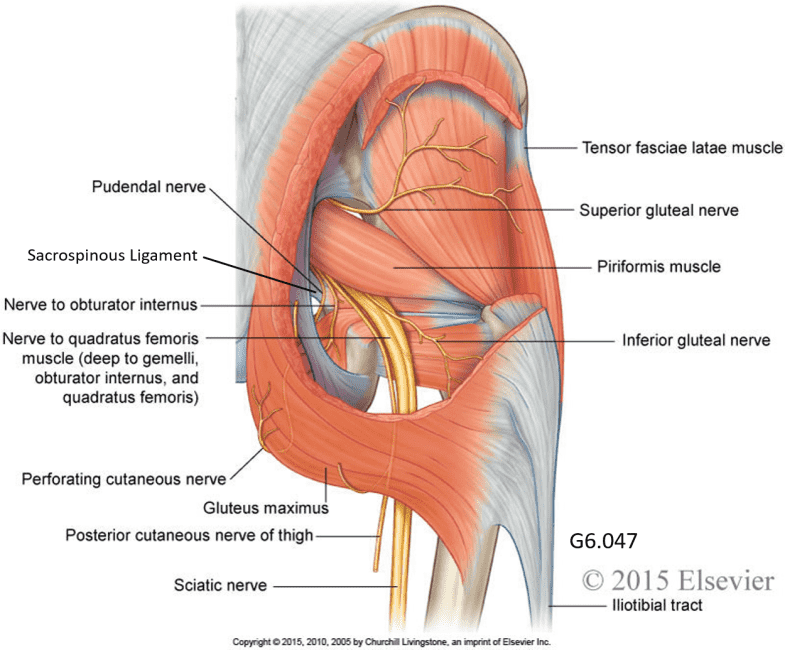 Tensor fasciae latae muscle
Pudendal nerve
Superior gluteal nerve
Sacrospinous Ligament
Piriformis muscle
Nerve to obturator internus
Nerve to quadratus femoris
muscle (deep to gemelli,
obturator internus, and
quadratus femoris)
Inferior gluteal nerve
Perforating cutaneous nerve
Gluteus maximus
Posterior cutaneous nerve of thigh
G6.047
Sciatic nerve
© 2015 Elsevier
Iliotibial tract
Copyright © 2015, 2010, 2005 by Churchill Livingstone, an imprint of Elsevier Inc.